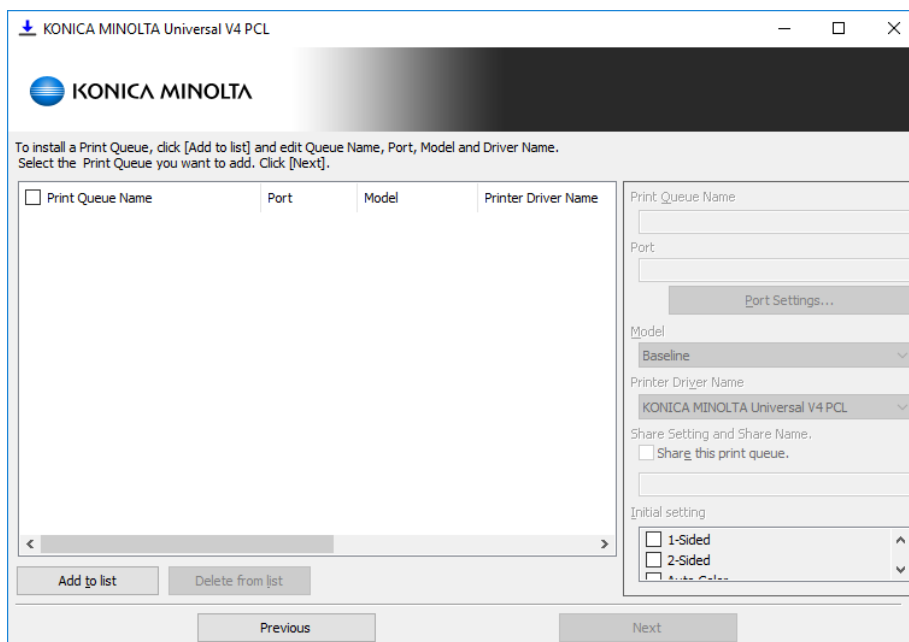 KONICA MINOLTA Universal V4 PCL
KONICA MINOLTA
To install a Print Queue, click [Add to list] and edit Queue Name, Port, Model and Driver Name.
Select the Print Queue you want to add. Click [Next].
Print Queue Name Port Model Printer Driver Name
Print Queue Name
Port
Port Settings...
Model
Baseline
Printer Driver Name
KONICA MINOLTA Universal V4 PCL
Share Setting and Share Name.
Share this print queue.
Initial setting
1-Sided
2-Sided
Auto Color
Add to list Delete from list
Previous Next